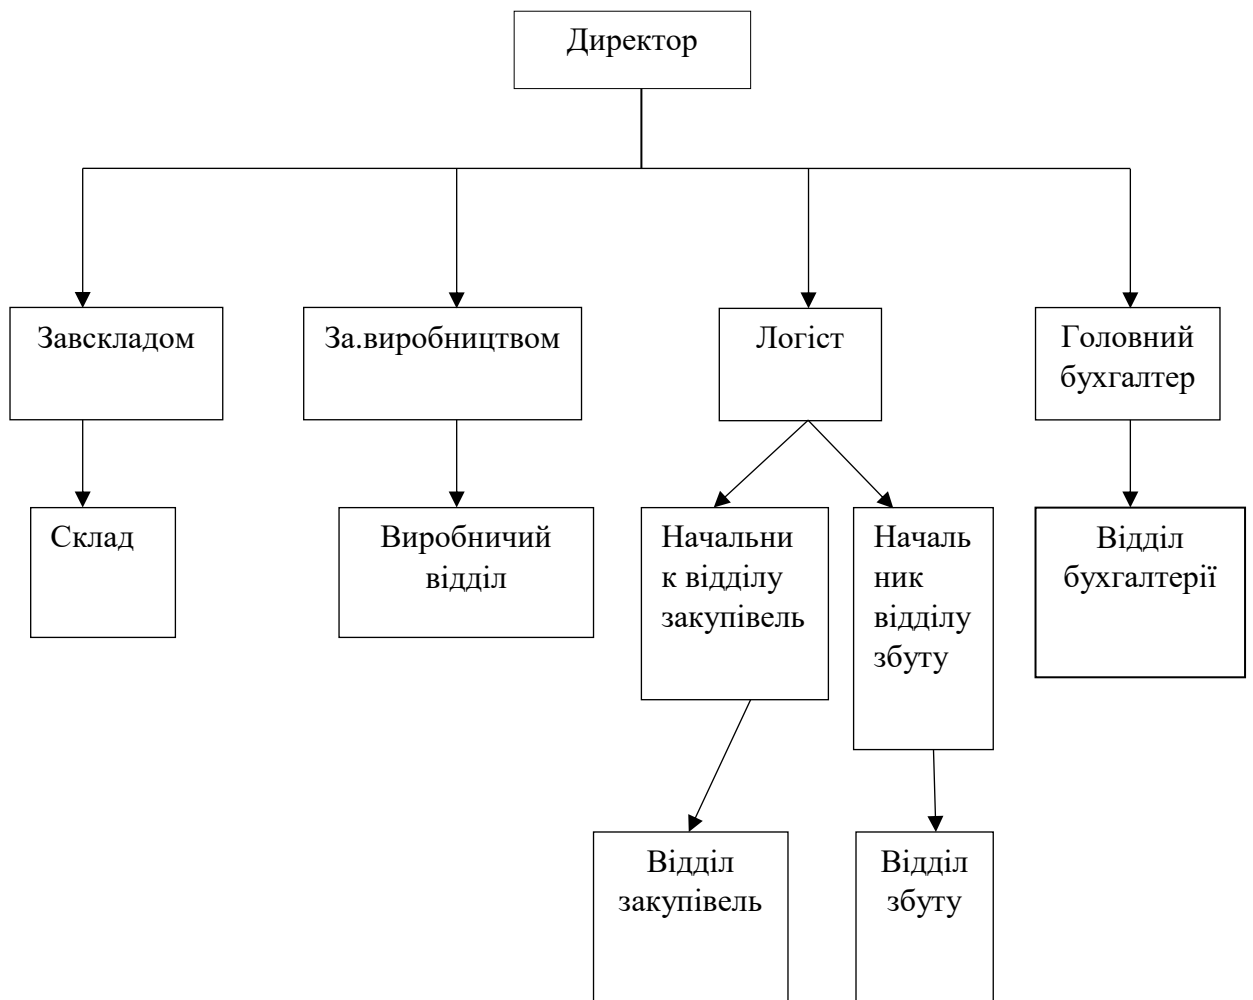 Директор
Завскладом
За.виробництвом
Логіст
Головний
бухгалтер
Склад
Виробничий
відділ
Начальни
к відділу
закупівель
Началь
ник
відділу
збуту
Відділ
бухгалтерії
Відділ
закупівель
Відділ
збуту